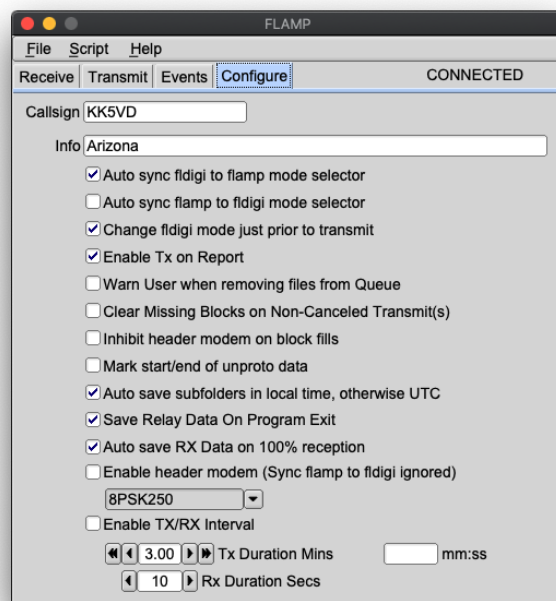 FLAMP
File Script Help
Receive Transmit Events Configure CONNECTED
Callsign KK5VD
Info Arizona
Auto sync fldigi to flamp mode selector
Auto sync flamp to fldigi mode selector
Change fldigi mode just prior to transmit
Enable Tx on Report
Warn User when removing files from Queue
Clear Missing Blocks on Non-Canceled Transmit(s)
Inhibit header modem on block fills
Mark start/end of unproto data
Auto save subfolders in local time, otherwise UTC
Save Relay Data On Program Exit
Auto save RX Data on 100% reception
Enable header modem (Sync flamp to fldigi ignored)
8PSK250
Enable TX/RX Interval
3.00 Tx Duration Mins mm:ss
10 Rx Duration Secs